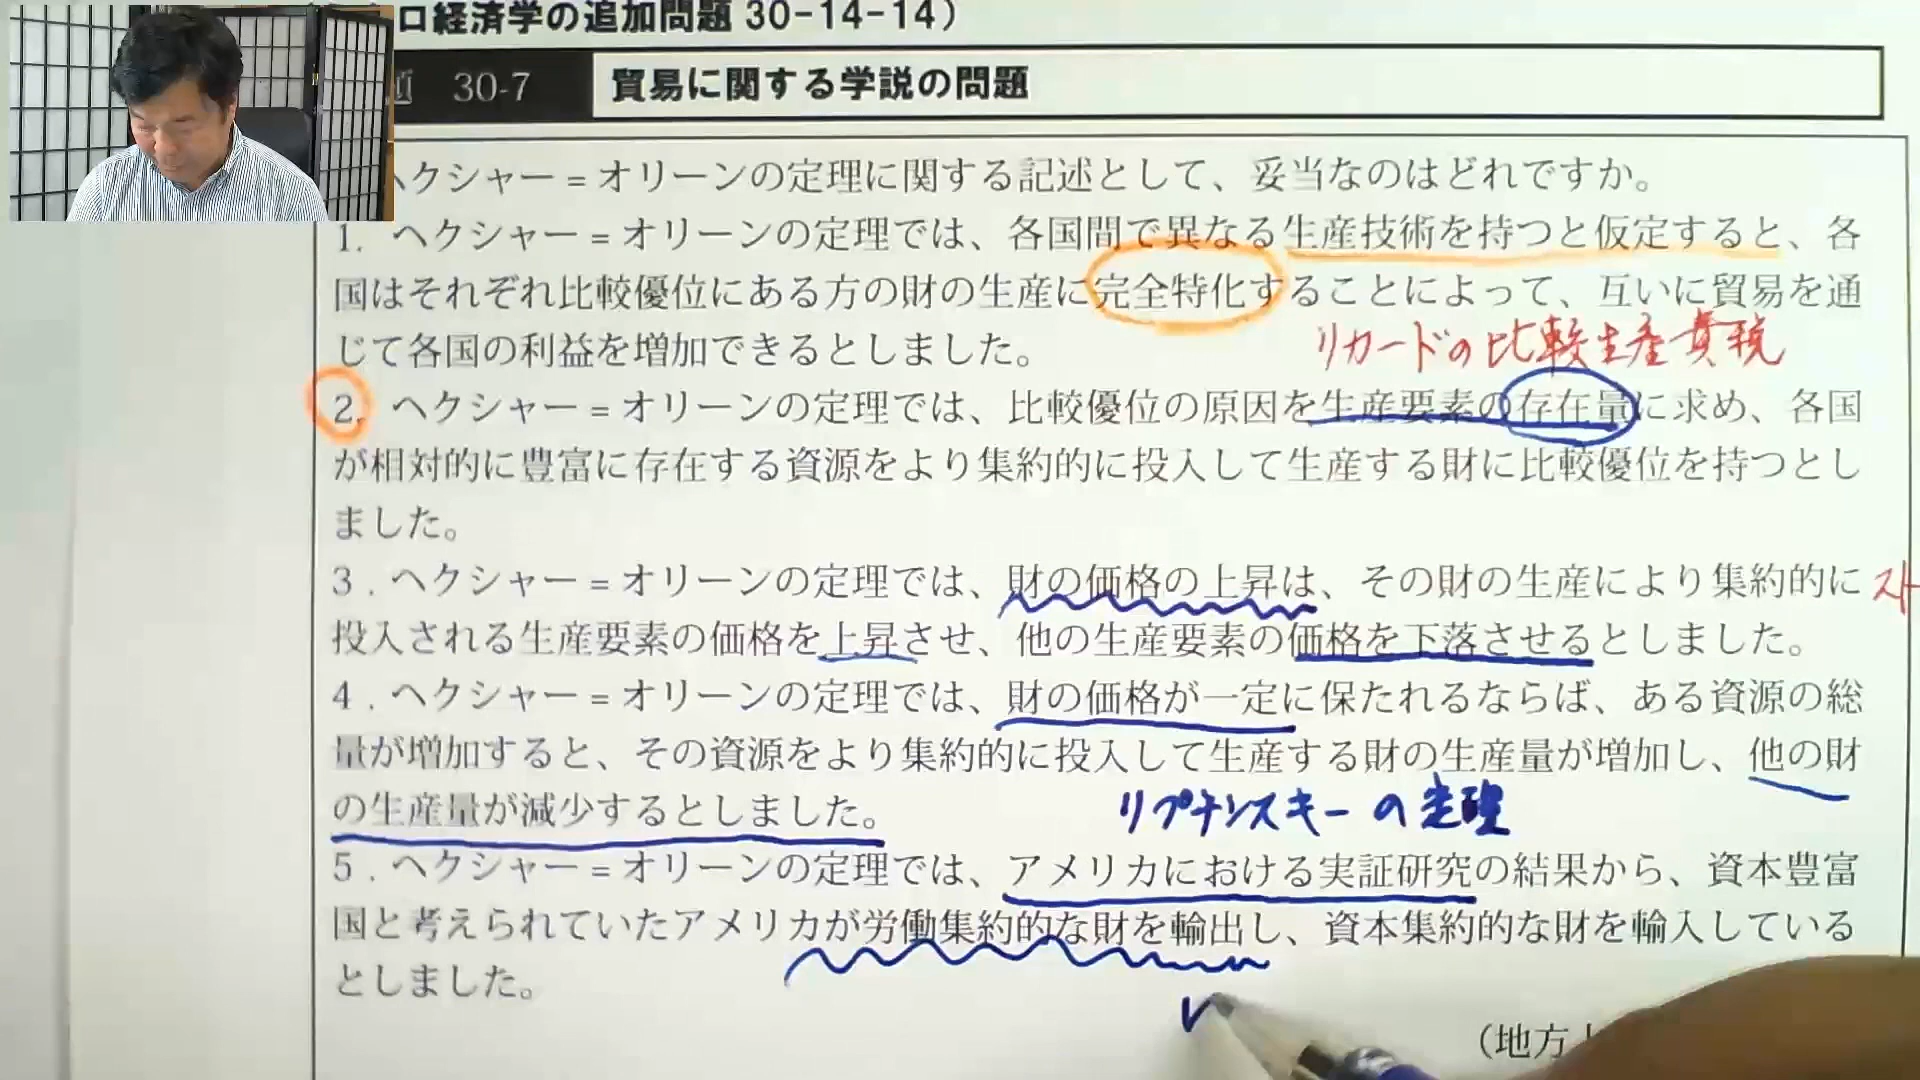 ロ経済学の追加問題 30-14-14)
題 30-7 貿易に関する学説の問題
ヘクシャー＝オリーンの定理に関する記述として、妥当なのはどれですか。
1. ヘクシャー＝オリーンの定理では、各国間で異なる生産技術を持つと仮定すると、各
国はそれぞれ比較優位にある方の財の生産に完全特化することによって、互いに貿易を通
じて各国の利益を増加できるとしました。
リカードの比較生産費税
2. ヘクシャー＝オリーンの定理では、比較優位の原因を生産要素の存在量に求め、各国
が相対的に豊富に存在する資源をより集約的に投入して生産する財に比較優位を持つとし
ました。
3. ヘクシャー＝オリーンの定理では、財の価格の上昇は、その財の生産により集約的に
スト
投入される生産要素の価格を上昇させ、他の生産要素の価格を下落させるとしました。
4. ヘクシャー＝オリーンの定理では、財の価格が一定に保たれるならば、ある資源の総
量が増加すると、その資源をより集約的に投入して生産する財の生産量が増加し、他の財
の生産量が減少するとしました。
リプチンスキーの定理
5. ヘクシャー＝オリーンの定理では、アメリカにおける実証研究の結果から、資本豊富
国と考えられていたアメリカが労働集約的な財を輸出し、資本集約的な財を輸入している
としました。
(地方上